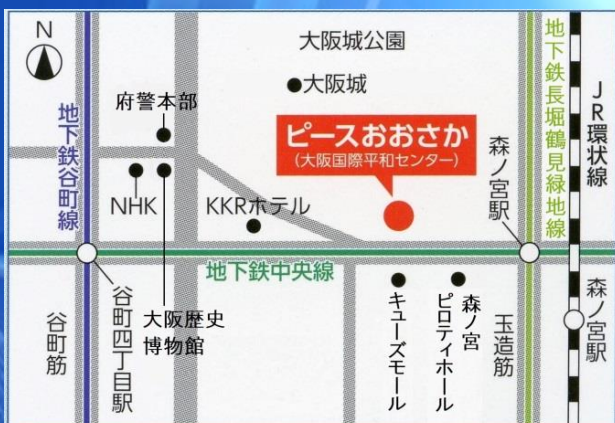 N
大阪城公園
大阪城
府警本部
地下鉄谷町線
ピースおおさか
(大阪国際平和センター)
地下鉄長堀鶴見緑地線
JR環状線
森ノ宮駅
NHK
KKRホテル
地下鉄中央線
谷町筋
谷町四丁目駅
大阪歴史
博物館
キューズモール
森ノ宮
ピロティホール
玉造筋
森ノ宮駅